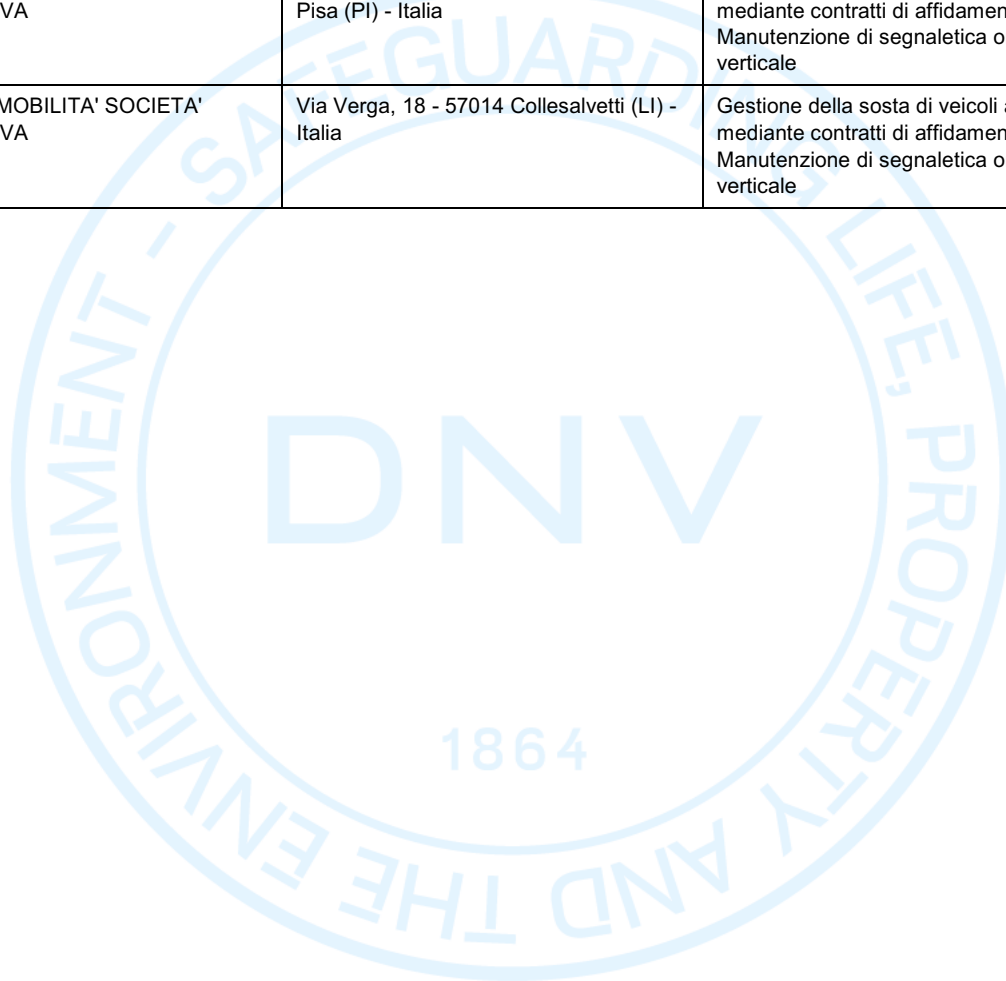 VA
Pisa (PI) - Italia
mediante contratti di affidamen
Manutenzione di segnaletica o
verticale
MOBILITA' SOCIETA'
VA
Via Verga, 18 - 57014 Collesalvetti (LI) -
Italia
Gestione della sosta di veicoli
mediante contratti di affidamen
Manutenzione di segnaletica o
verticale
SAFEGUARDING LIFE, PROPERTY AND THE ENVIRONMENT -
DNV
1864